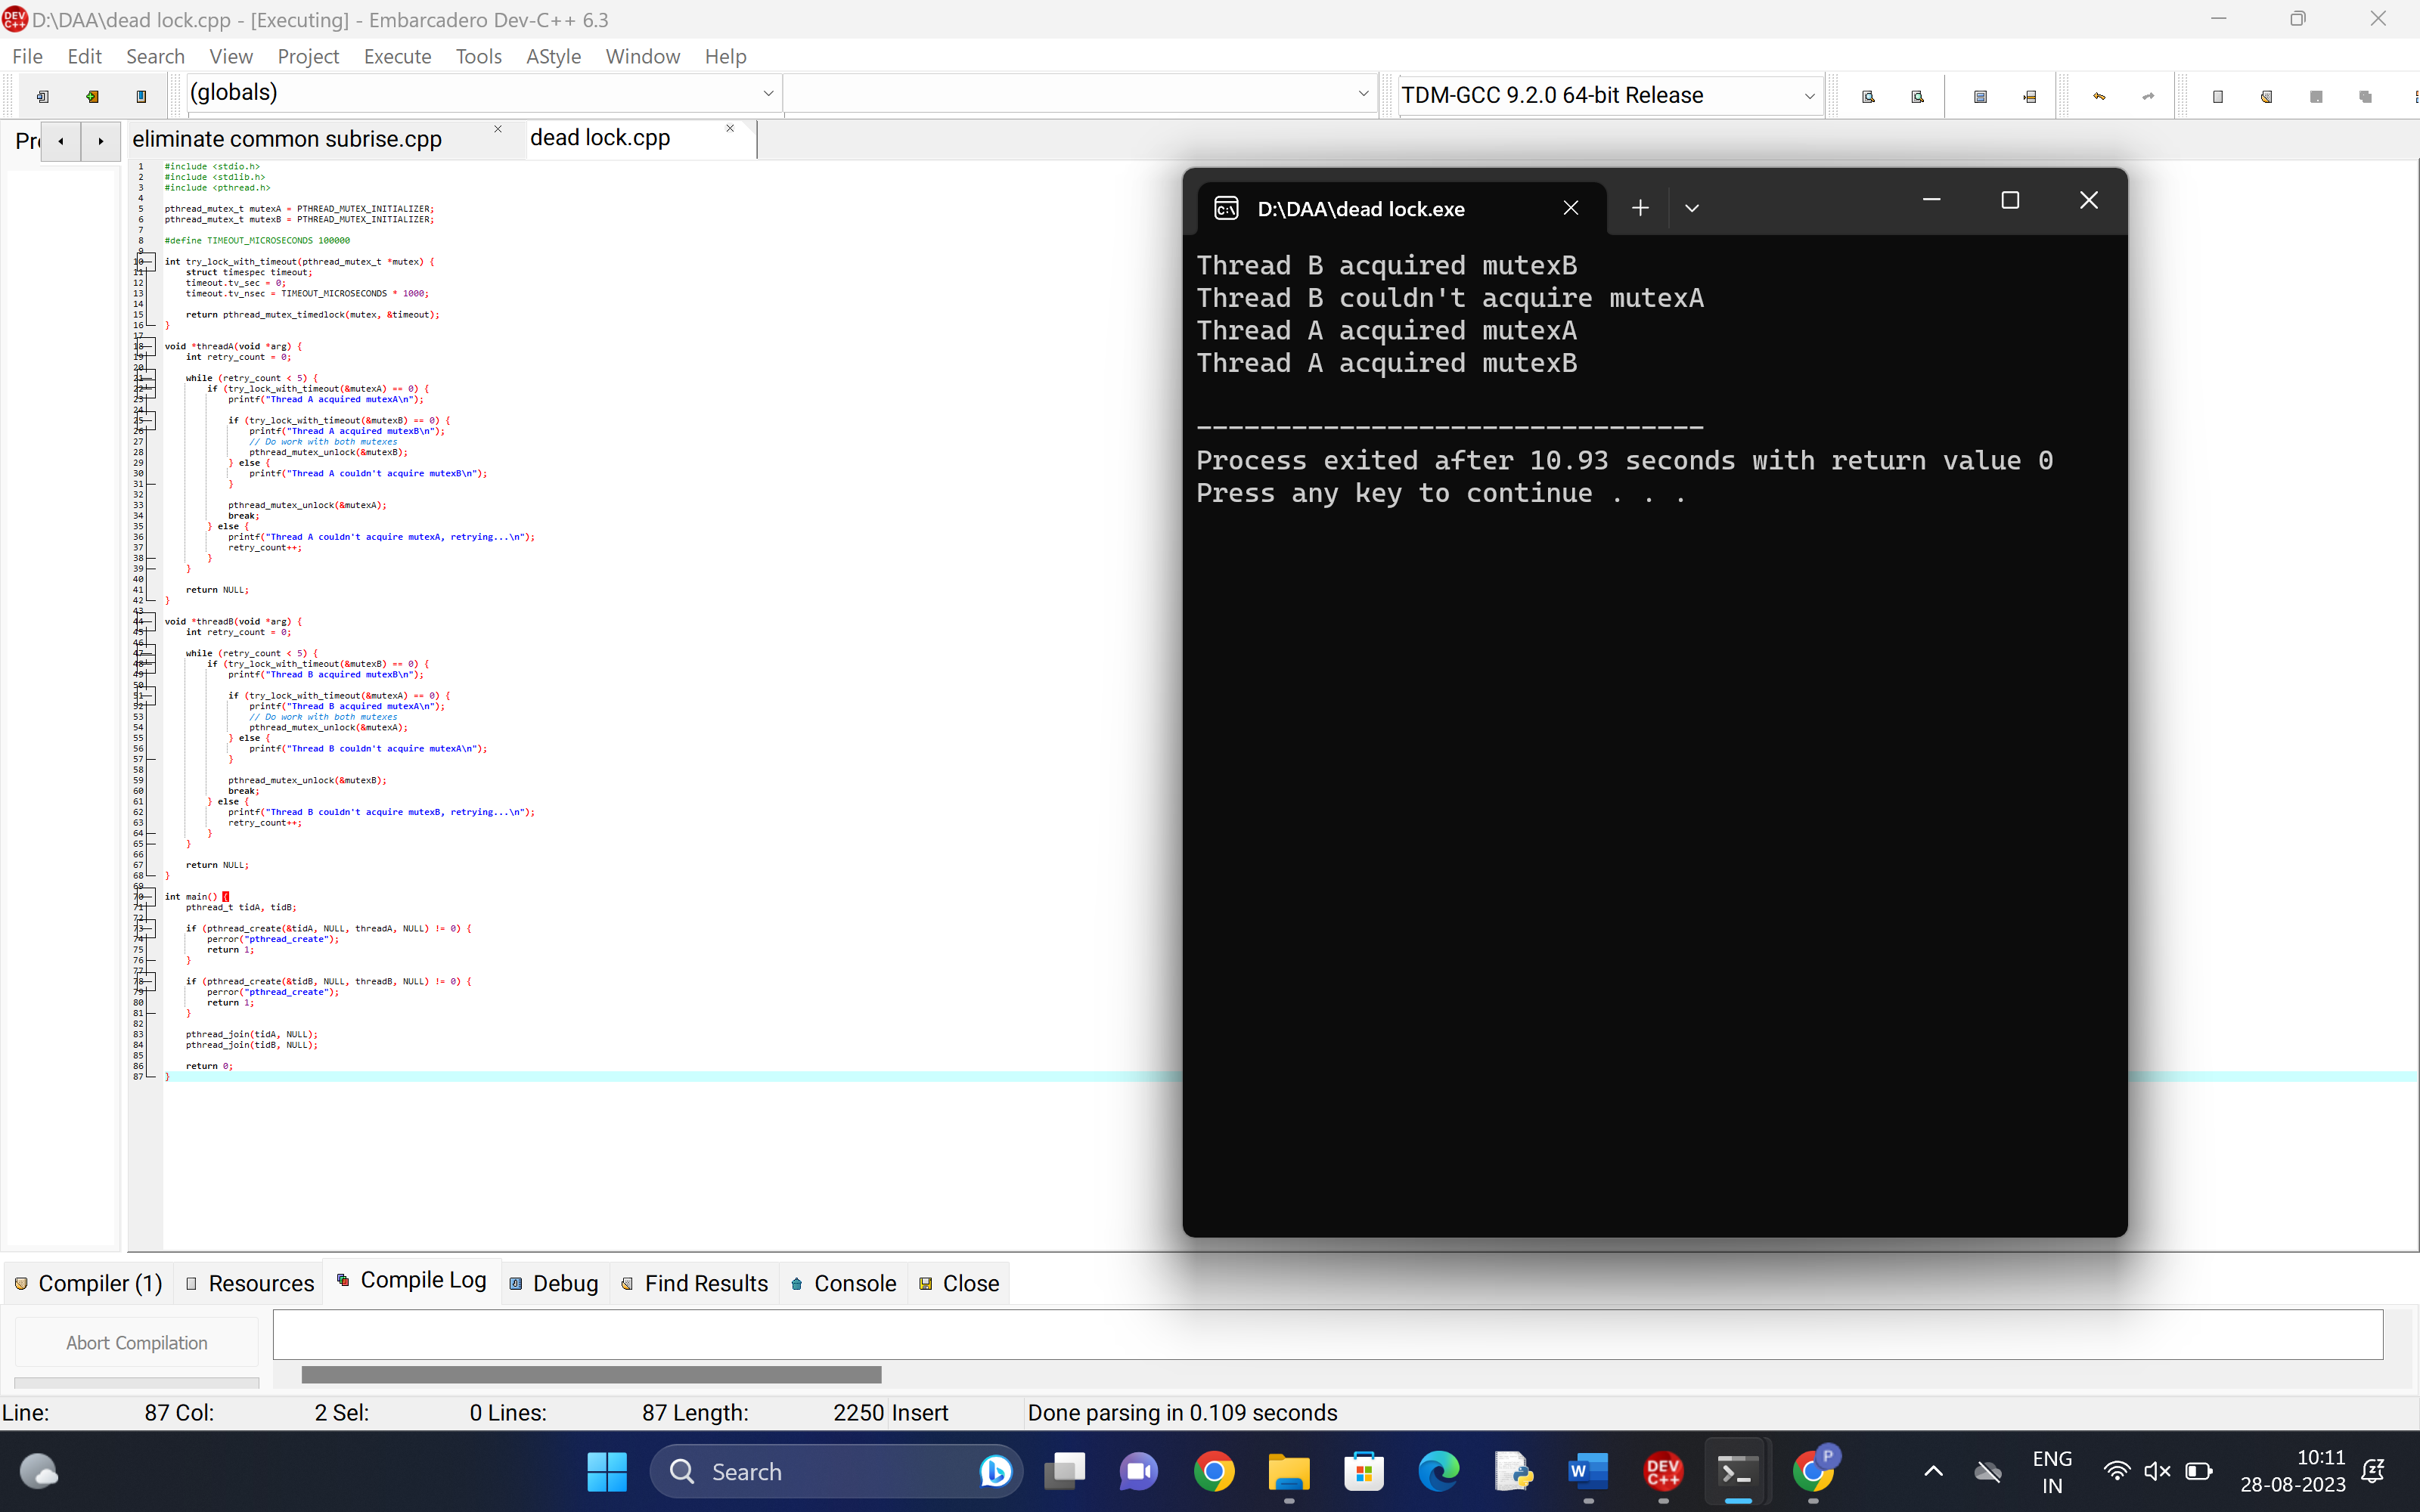 D:\DAA\dead lock.cpp - [Executing] - Embarcadero Dev-C++ 6.3
File Edit Search View Project Execute Tools AStyle Window Help
(globals)
TDM-GCC 9.2.0 64-bit Release
eliminate common subrise.cpp
dead lock.cpp
1 #include <stdio.h>
2 #include <stdlib.h>
3 #include <pthread.h>
4
5 pthread_mutex_t mutexA = PTHREAD_MUTEX_INITIALIZER;
6 pthread_mutex_t mutexB = PTHREAD_MUTEX_INITIALIZER;
7
8 #define TIMEOUT_MICROSECONDS 100000
9
10 int try_lock_with_timeout(pthread_mutex_t *mutex) {
11 struct timespec timeout;
12 timeout.tv_sec = 0;
13 timeout.tv_nsec = TIMEOUT_MICROSECONDS * 1000;
14
15 return pthread_mutex_timedlock(mutex, &timeout);
16 }
17
18 void *threadA(void *arg) {
19 int retry_count = 0;
20
21 while (retry_count < 5) {
22 if (try_lock_with_timeout(&mutexA) == 0) {
23 printf("Thread A acquired mutexA\n");
24
25 if (try_lock_with_timeout(&mutexB) == 0) {
26 printf("Thread A acquired mutexB\n");
27 // Do work with both mutexes
28 pthread_mutex_unlock(&mutexB);
29 } else {
30 printf("Thread A couldn't acquire mutexB\n");
31 }
32
33 pthread_mutex_unlock(&mutexA);
34 break;
35 } else {
36 printf("Thread A couldn't acquire mutexA, retrying...\n");
37 retry_count++;
38 }
39 }
40
41 return NULL;
42 }
43
44 void *threadB(void *arg) {
45 int retry_count = 0;
46
47 while (retry_count < 5) {
48 if (try_lock_with_timeout(&mutexB) == 0) {
49 printf("Thread B acquired mutexB\n");
50
51 if (try_lock_with_timeout(&mutexA) == 0) {
52 printf("Thread B acquired mutexA\n");
53 // Do work with both mutexes
54 pthread_mutex_unlock(&mutexA);
55 } else {
56 printf("Thread B couldn't acquire mutexA\n");
57 }
58
59 pthread_mutex_unlock(&mutexB);
60 break;
61 } else {
62 printf("Thread B couldn't acquire mutexB, retrying...\n");
63 retry_count++;
64 }
65 }
66
67 return NULL;
68 }
69
70 int main() {
71 pthread_t tidA, tidB;
72
73 if (pthread_create(&tidA, NULL, threadA, NULL) != 0) {
74 perror("pthread_create");
75 return 1;
76 }
77
78 if (pthread_create(&tidB, NULL, threadB, NULL) != 0) {
79 perror("pthread_create");
80 return 1;
81 }
82
83 pthread_join(tidA, NULL);
84 pthread_join(tidB, NULL);
85
86 return 0;
87 }
D:\DAA\dead lock.exe
Thread B acquired mutexB
Thread B couldn't acquire mutexA
Thread A acquired mutexA
Thread A acquired mutexB
--------------------------------
Process exited after 10.93 seconds with return value 0
Press any key to continue . . .
Compiler (1) Resources Compile Log Debug Find Results Console Close
Abort Compilation
Line: 87 Col: 2 Sel: 0 Lines: 87 Length: 2250 Insert Done parsing in 0.109 seconds
Search
DEV C++
P
ENG
IN
10:11
28-08-2023